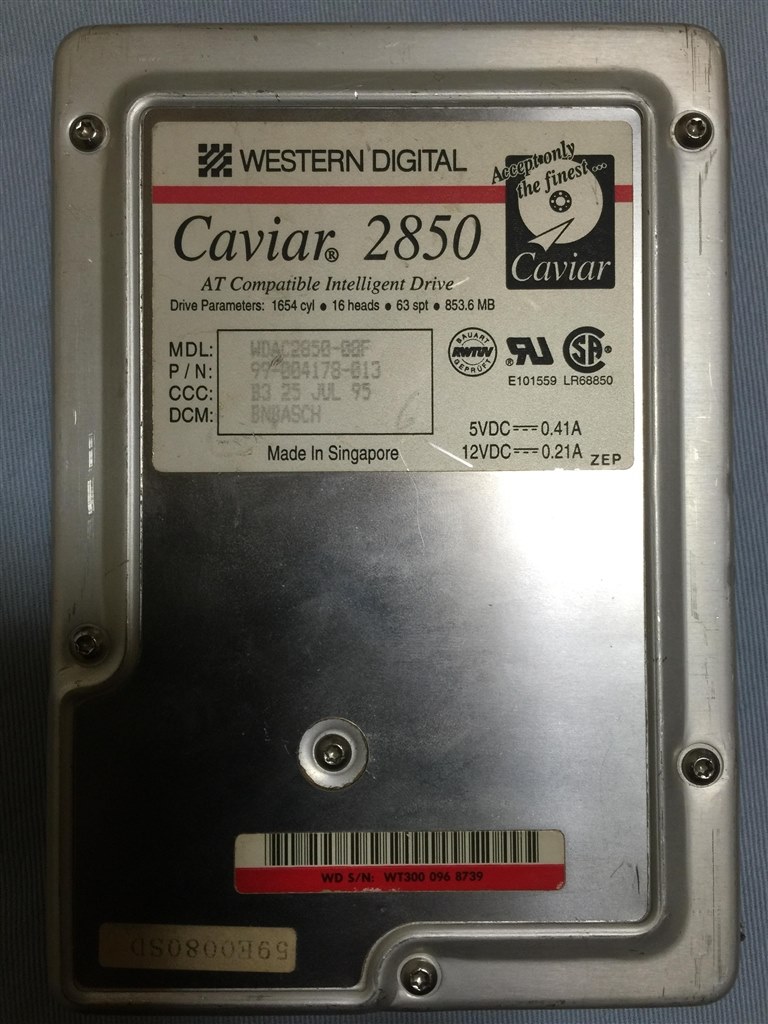 WESTERN DIGITAL
Accept only
the finest ...
Caviar® 2850
Caviar
AT Compatible Intelligent Drive
Drive Parameters: 1654 cyl ● 16 heads ● 63 spt ● 853.6 MB
MDL: WDAC2850-00F
P / N: 99-004178-013
CCC: B3 25 JUL 95
DCM: BNBASCH
6
BAUART
RWTÜV
GEPRÜFT
E101559 LR68850
5VDC⎓0.41A
12VDC⎓0.21A
Made In Singapore
ZEP
WD S/N: WT300 096 8739
59E0080SD